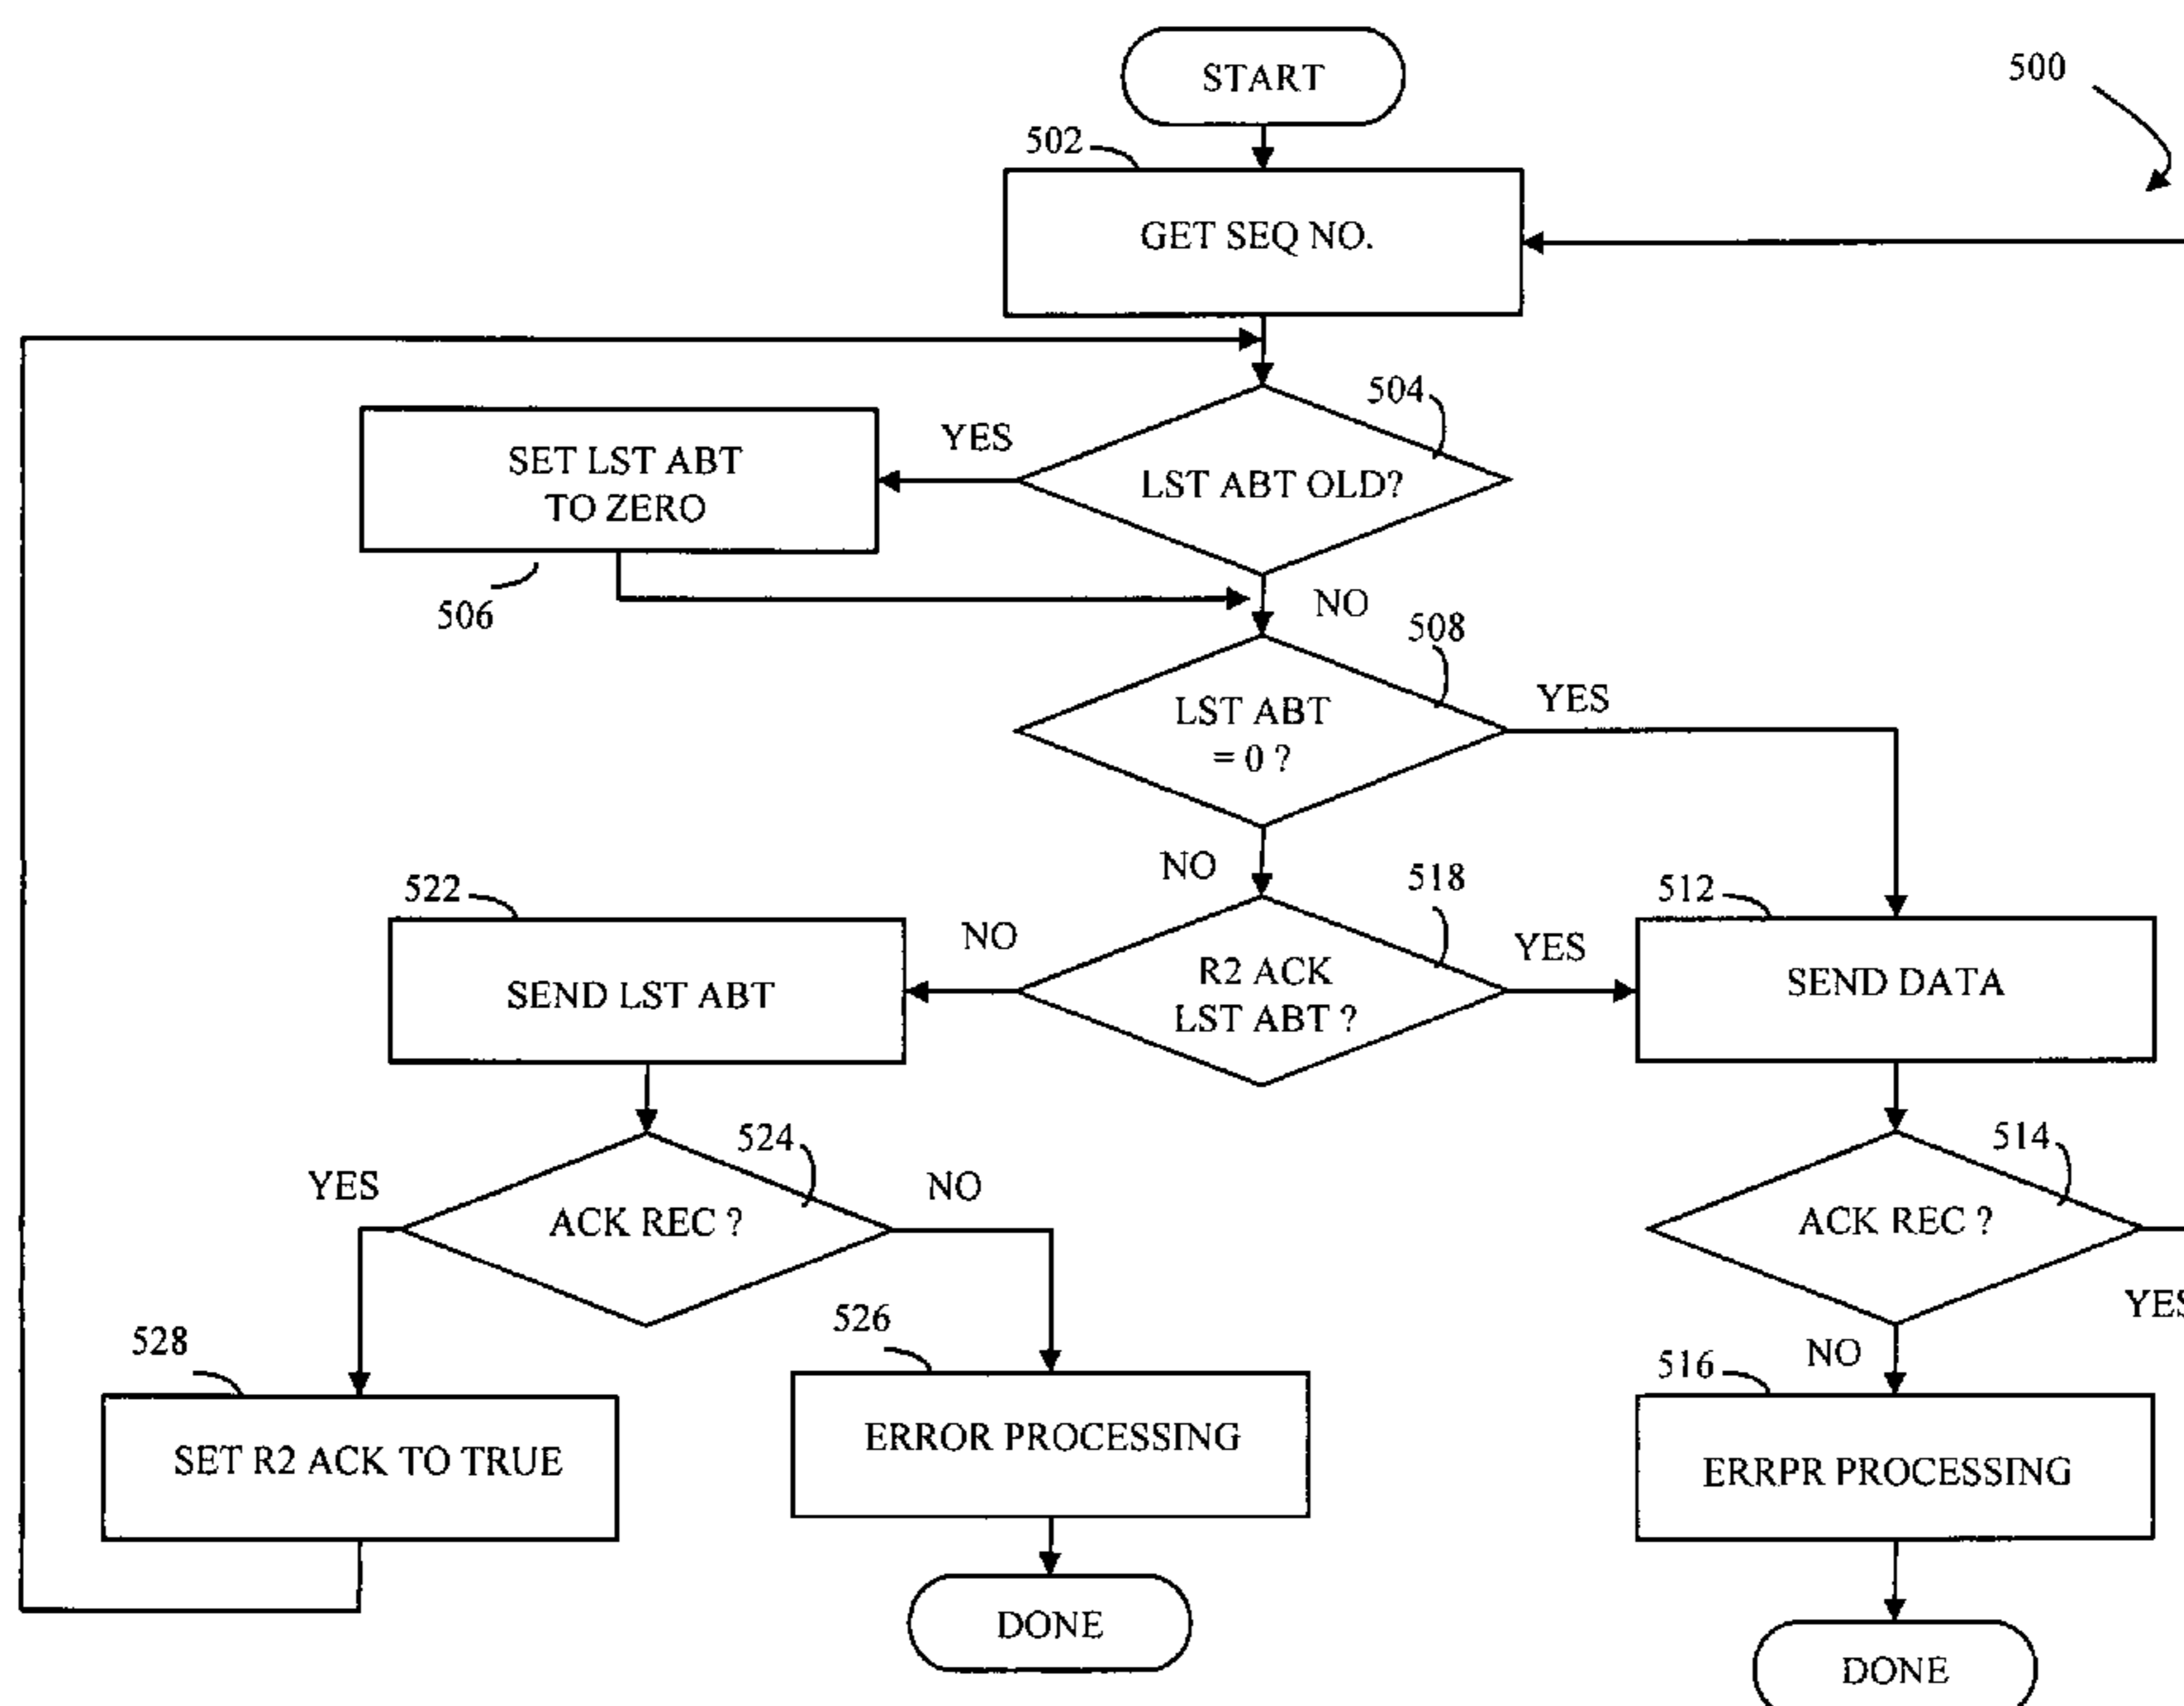 START
500
502
GET SEQ NO.
504
YES
SET LST ABT
TO ZERO
LST ABT OLD?
506
NO
508
LST ABT
= 0 ?
YES
NO
518
522
512
NO
YES
SEND LST ABT
R2 ACK
LST ABT ?
SEND DATA
524
514
YES
NO
ACK REC ?
ACK REC ?
YES
528
526
NO
516
SET R2 ACK TO TRUE
ERROR PROCESSING
ERRPR PROCESSING
DONE
DONE